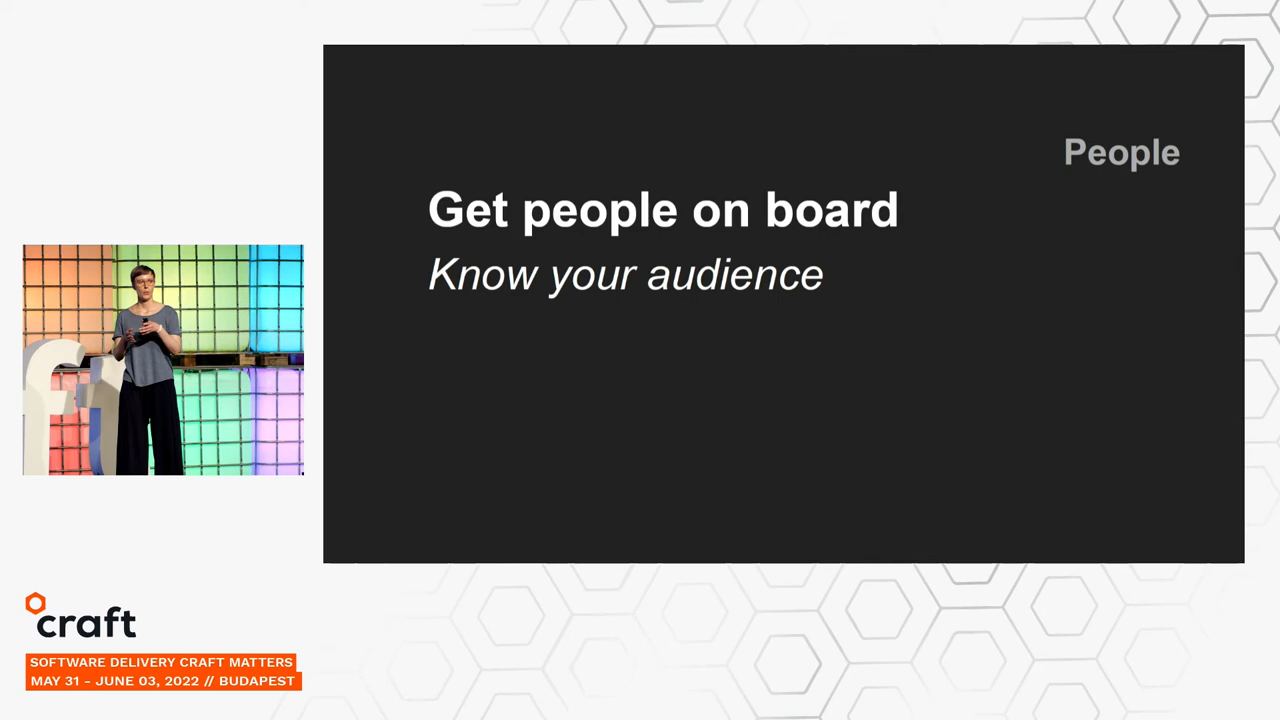 People
Get people on board
Know your audience
ft
craft
SOFTWARE DELIVERY CRAFT MATTERS
MAY 31 - JUNE 03, 2022 // BUDAPEST